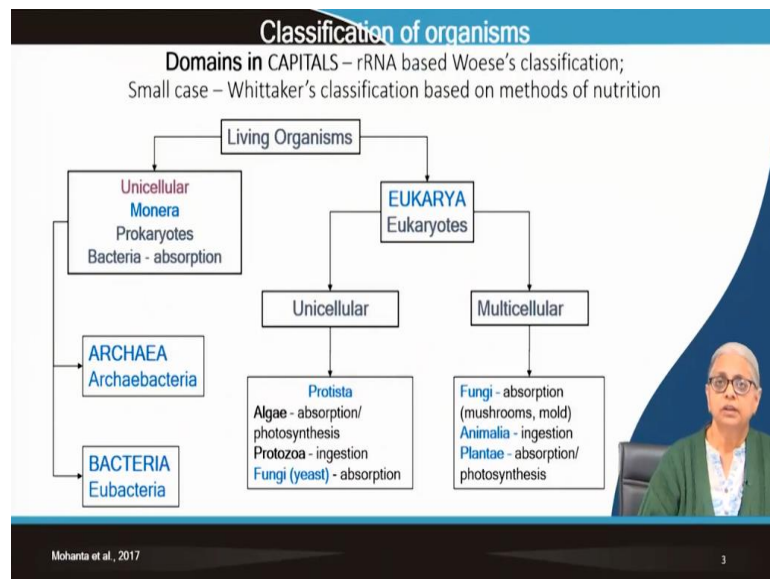 Classification of organisms
Domains in CAPITALS – rRNA based Woese's classification;
Small case – Whittaker's classification based on methods of nutrition
Living Organisms
Unicellular
Monera
Prokaryotes
Bacteria - absorption
EUKARYA
Eukaryotes
Unicellular
Multicellular
ARCHAEA
Archaebacteria
BACTERIA
Eubacteria
Protista
Algae - absorption/
photosynthesis
Protozoa - ingestion
Fungi (yeast) - absorption
Fungi - absorption
(mushrooms, mold)
Animalia - ingestion
Plantae - absorption/
photosynthesis
Mohanta et al., 2017
3